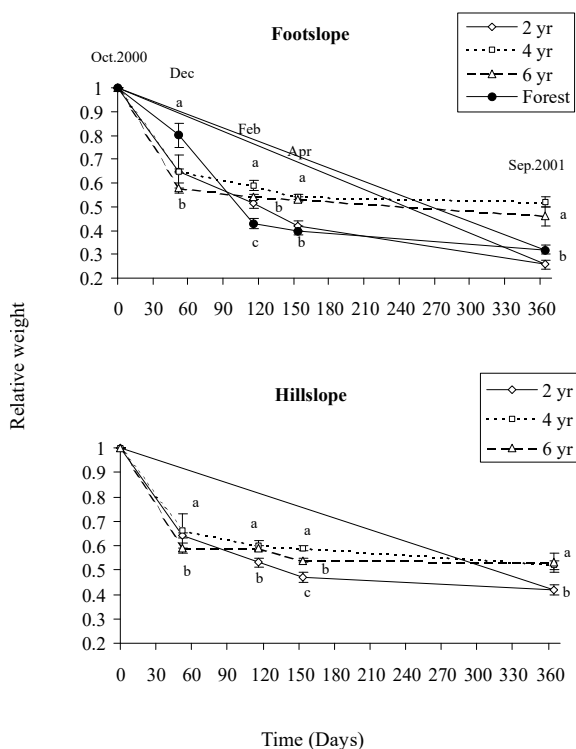 Footslope
2 yr
4 yr
6 yr
Forest
Oct.2000
Dec
Feb
Apr
Sep.2001
1
0.9
0.8
0.7
0.6
0.5
0.4
0.3
0.2
a
a
a
a
b
b
c
b
b
0 30 60 90 120 150 180 210 240 270 300 330 360
Relative weight
Hillslope
2 yr
4 yr
6 yr
1
0.9
0.8
0.7
0.6
0.5
0.4
0.3
0.2
a
a
a
a
b
b
b
c
b
0 30 60 90 120 150 180 210 240 270 300 330 360
Time (Days)